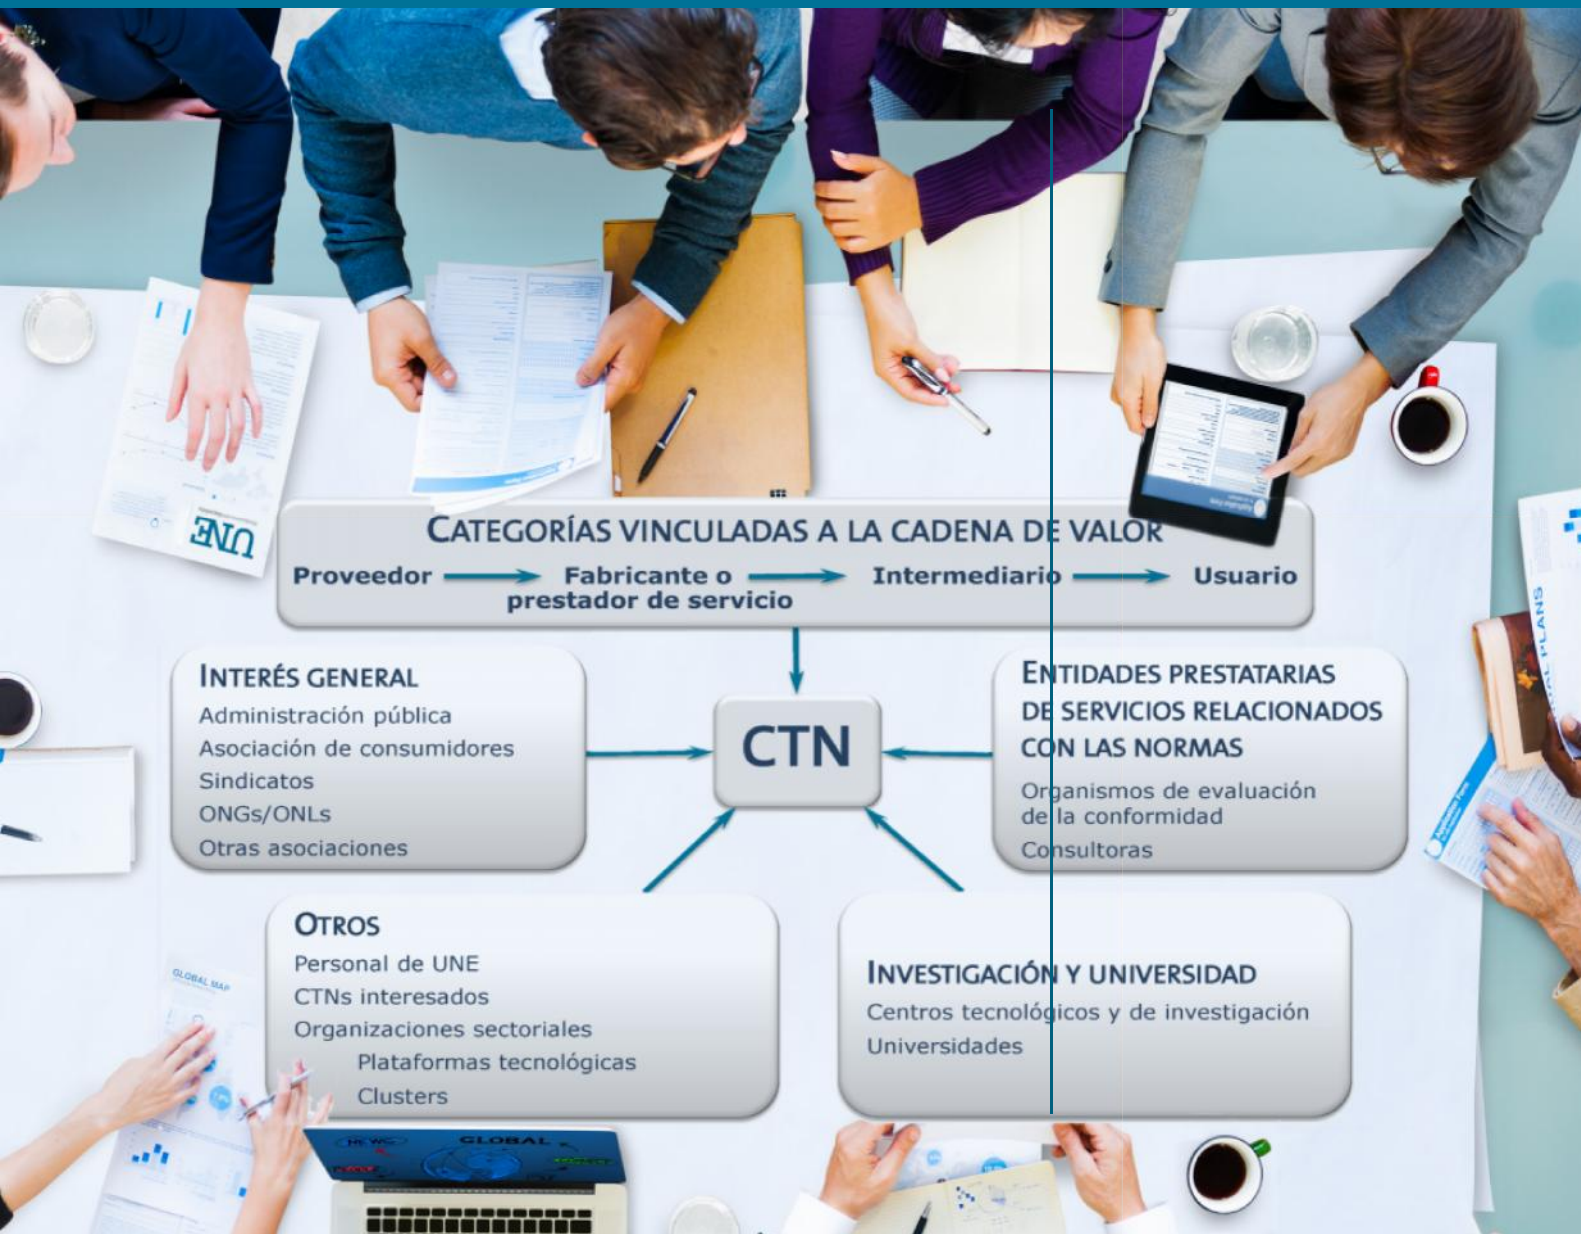 UNE
CATEGORÍAS VINCULADAS A LA CADENA DE VALOR
Proveedor
Fabricante o
prestador de servicio
Intermediario
Usuario
INTERÉS GENERAL
Administración pública
Asociación de consumidores
Sindicatos
ONGs/ONLs
Otras asociaciones
CTN
ENTIDADES PRESTATARIAS
DE SERVICIOS RELACIONADOS
CON LAS NORMAS
Organismos de evaluación
de la conformidad
Consultoras
OTROS
Personal de UNE
CTNs interesados
Organizaciones sectoriales
Plataformas tecnológicas
Clusters
INVESTIGACIÓN Y UNIVERSIDAD
Centros tecnológicos y de investigación
Universidades
GLOBAL MAP
GLOBAL
PLANS